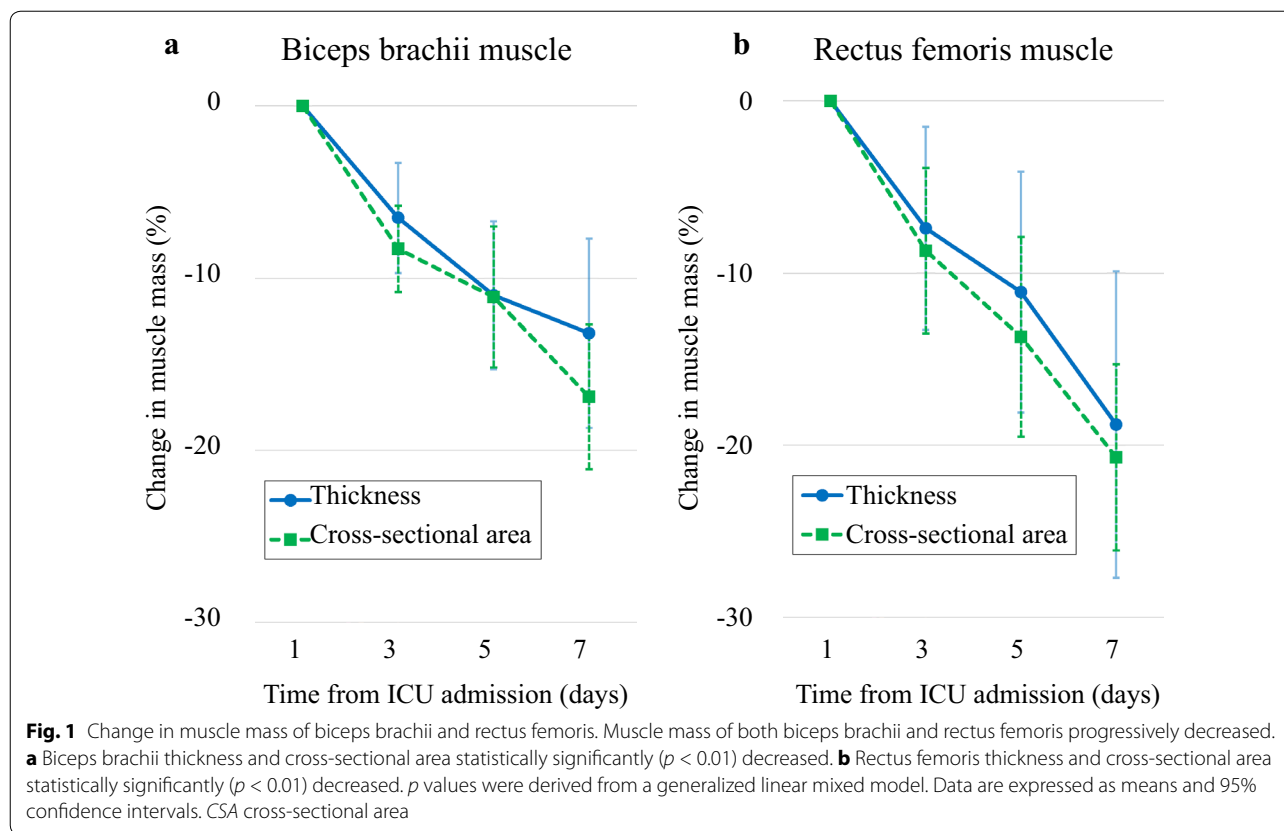 a Biceps brachii muscle
0
-10
-20
-30
Change in muscle mass (%)
Thickness
Cross-sectional area
1 3 5 7
Time from ICU admission (days)
b Rectus femoris muscle
0
-10
-20
-30
Change in muscle mass (%)
Thickness
Cross-sectional area
1 3 5 7
Time from ICU admission (days)
Fig. 1 Change in muscle mass of biceps brachii and rectus femoris. Muscle mass of both biceps brachii and rectus femoris progressively decreased.
a Biceps brachii thickness and cross-sectional area statistically significantly (p < 0.01) decreased. b Rectus femoris thickness and cross-sectional area
statistically significantly (p < 0.01) decreased. p values were derived from a generalized linear mixed model. Data are expressed as means and 95%
confidence intervals. CSA cross-sectional area